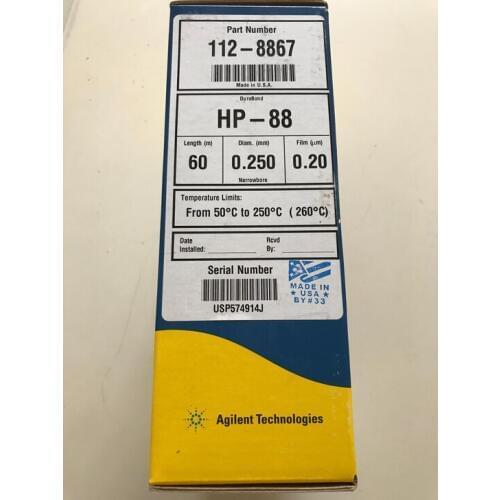 Part Number
112-8867
Made in U.S.A.
DuraBond
HP-88
Length (m) Diam. (mm) Film (µm)
60 0.250 0.20
Narrowbore
Temperature Limits:
From 50°C to 250°C (260°C)
Date Installed: Rcvd By:
Serial Number
USP574914J
MADE IN
USA
BY #33
Agilent Technologies